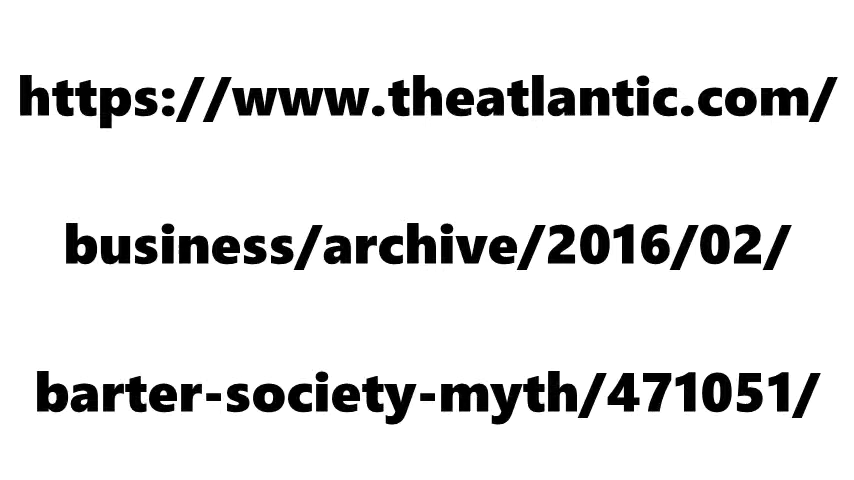 https://www.theatlantic.com/
business/archive/2016/02/
barter-society-myth/471051/